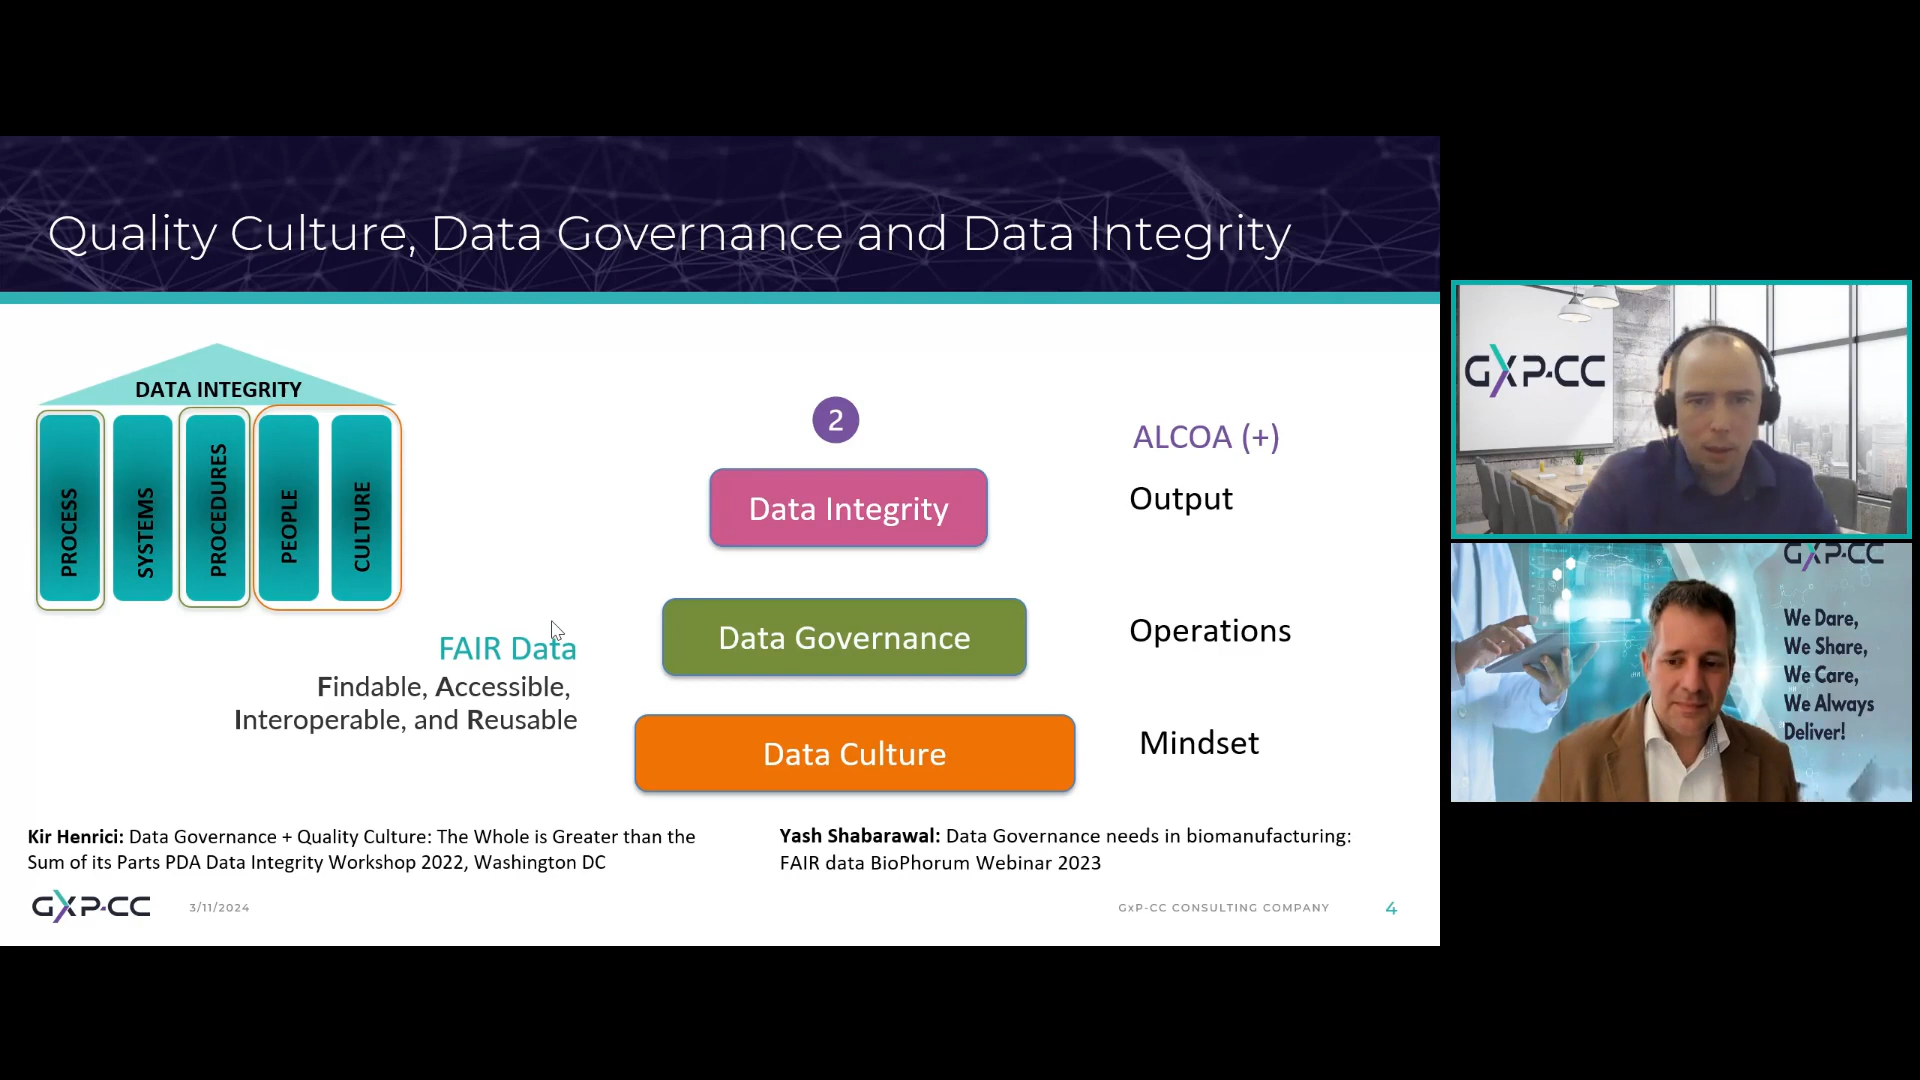 Quality Culture, Data Governance and Data Integrity
DATA INTEGRITY
PROCESS
SYSTEMS
PROCEDURES
PEOPLE
CULTURE
FAIR Data
Findable, Accessible,
Interoperable, and Reusable
2
Data Integrity
Data Governance
Data Culture
ALCOA (+)
Output
Operations
Mindset
Kir Henrici: Data Governance + Quality Culture: The Whole is Greater than the
Sum of its Parts PDA Data Integrity Workshop 2022, Washington DC
Yash Shabarawal: Data Governance needs in biomanufacturing:
FAIR data BioPhorum Webinar 2023
GXP-CC
3/11/2024
GxP-CC CONSULTING COMPANY
4
GXP-CC
GXP-CC
We Dare,
We Share,
We Care,
We Always
Deliver!